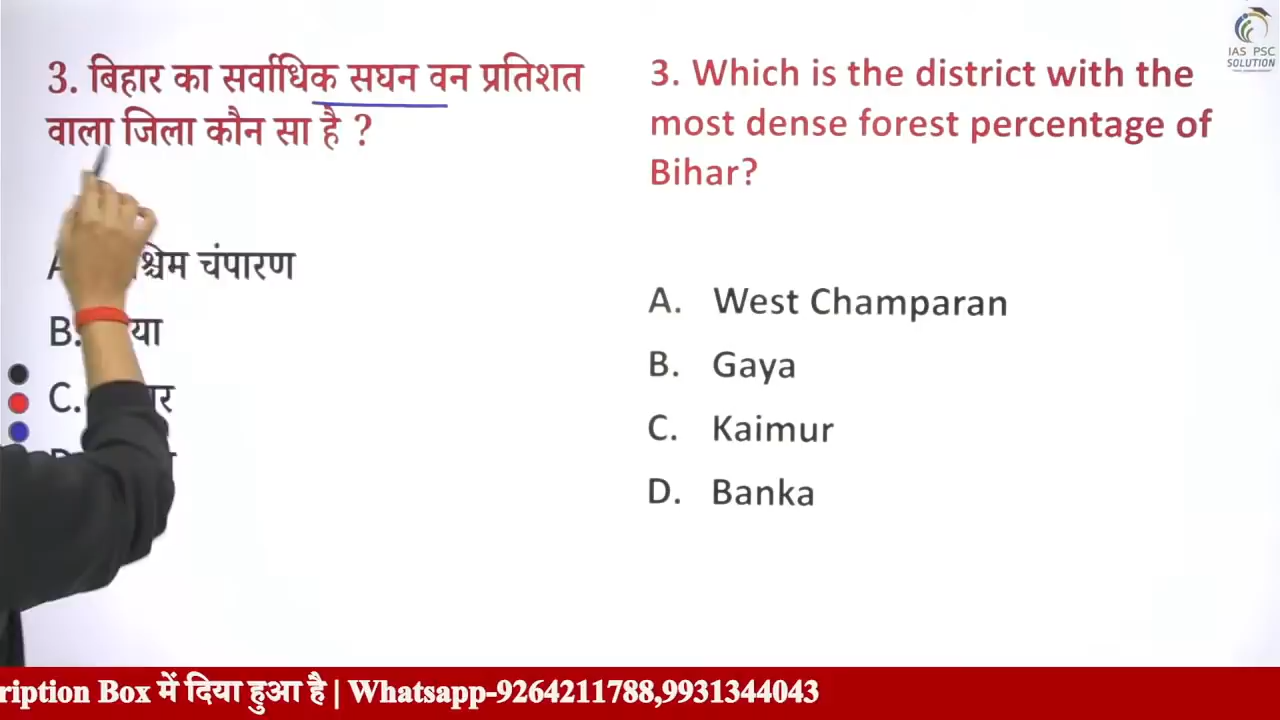 3. बिहार का सर्वाधिक सघन वन प्रतिशत
वाला जिला कौन सा है ?
चंपारण
B.
C.
3. Which is the district with the
most dense forest percentage of
Bihar?
A. West Champaran
B. Gaya
C. Kaimur
D. Banka
IAS PSC
SOLUTION
Box में दिया हुआ है | Whatsapp-9264211788,9931344043